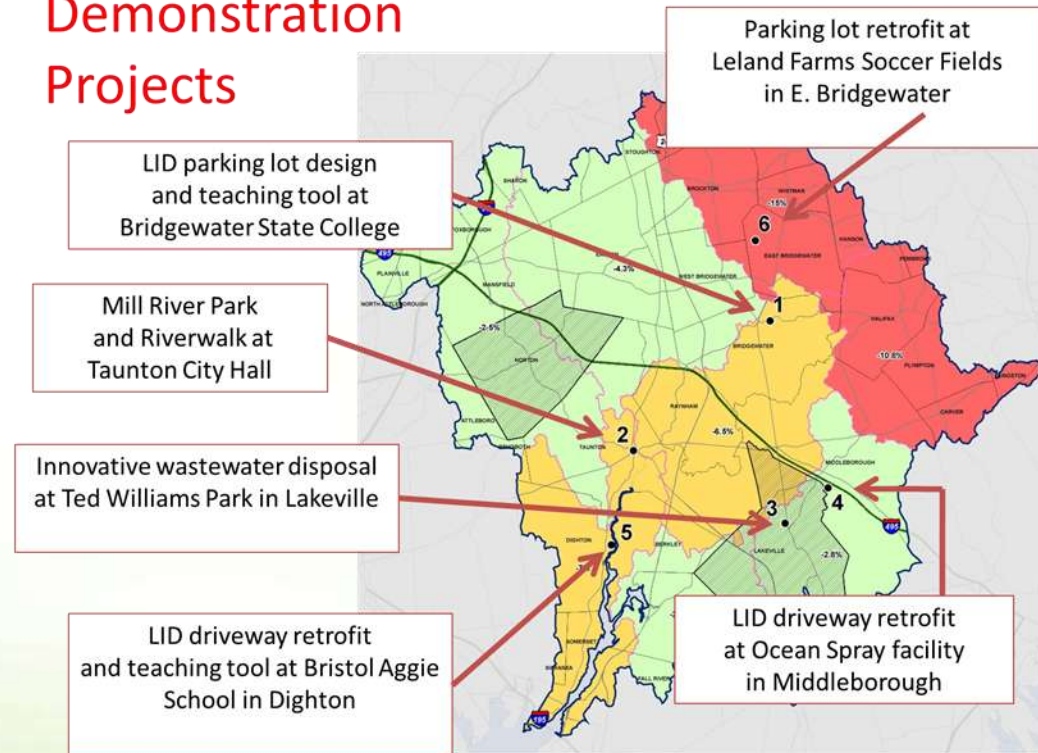 Demonstration
Projects
Parking lot retrofit at
Leland Farms Soccer Fields
in E. Bridgewater
LID parking lot design
and teaching tool at
Bridgewater State College
Mill River Park
and Riverwalk at
Taunton City Hall
Innovative wastewater disposal
at Ted Williams Park in Lakeville
LID driveway retrofit
and teaching tool at Bristol Aggie
School in Dighton
LID driveway retrofit
at Ocean Spray facility
in Middleborough
STOUGHTON
SHARON
BROCKTON
WHITMAN
-15%
6
EAST BRIDGEWATER
HANSON
PEMBROKE
495
PLAINVILLE
MANSFIELD
-4.3%
WEST BRIDGEWATER
1
BRIDGEWATER
HALIFAX
-10.8%
PLYMPTON
CARVER
-2.5%
NORTON
RAYNHAM
-6.5%
TAUNTON
2
MIDDLEBOROUGH
4
3
495
LAKEVILLE
-2.8%
DIGHTON
5
BERKLEY
SOMERSET
SWANSEA
FALL RIVER
195